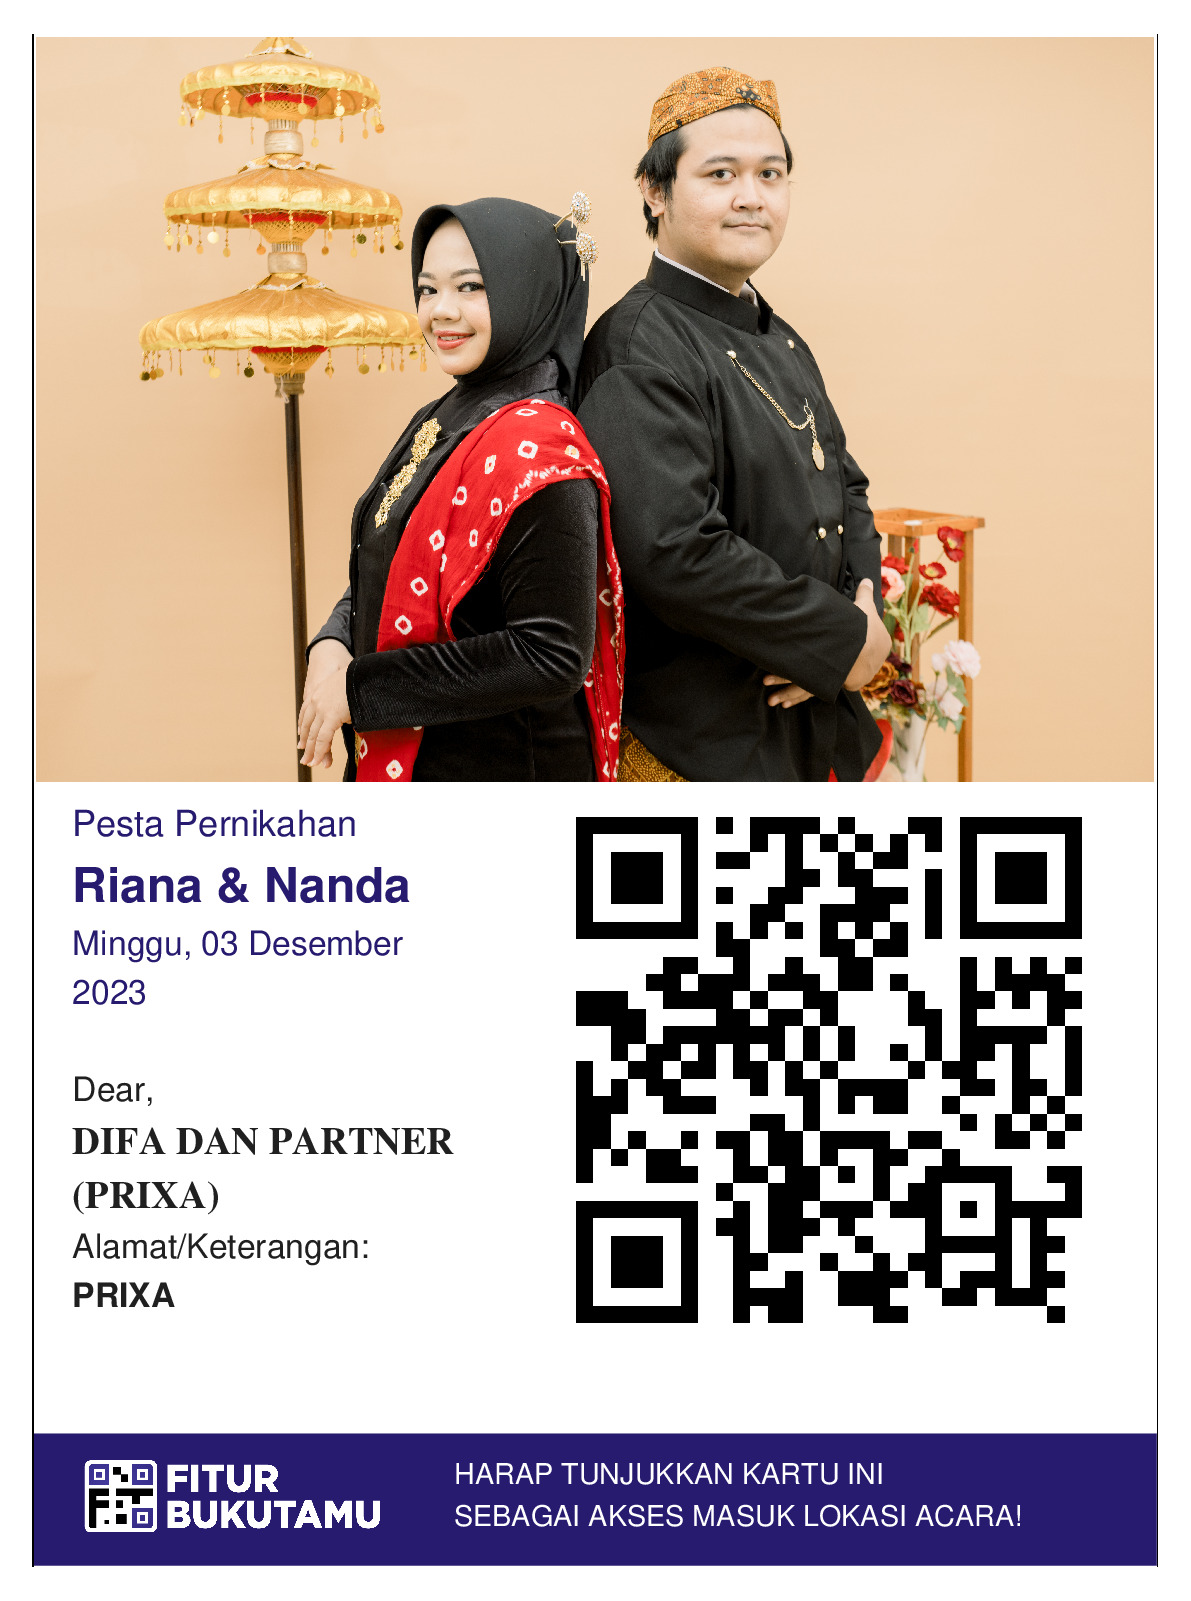 Pesta Pernikahan
Riana & Nanda
Minggu, 03 Desember
2023
Dear,
DIFA DAN PARTNER
(PRIXA)
Alamat/Keterangan:
PRIXA
FITUR
BUKUTAMU
HARAP TUNJUKKAN KARTU INI
SEBAGAI AKSES MASUK LOKASI ACARA!